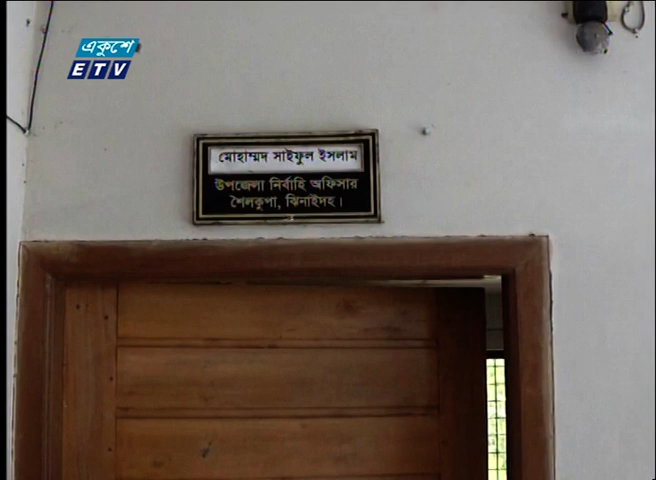 একুশে
ETV
মোহাম্মদ সাইফুল ইসলাম
উপজেলা নির্বাহি অফিসার
শৈলকুপা, ঝিনাইদহ।